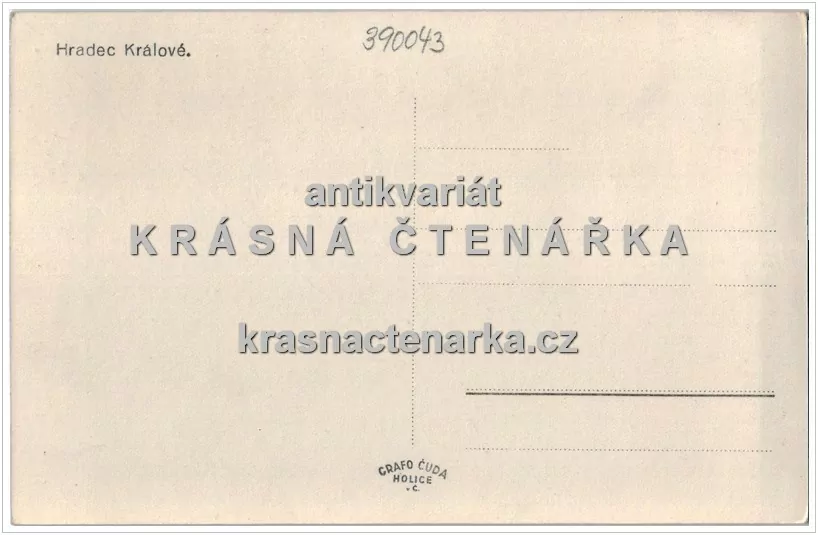 Hradec Králové.
390043
antikvariát
KRÁSNÁ ČTENÁŘKA
krasnactenarka.cz
GRAFO ČUDA
HOLICE
·Č.